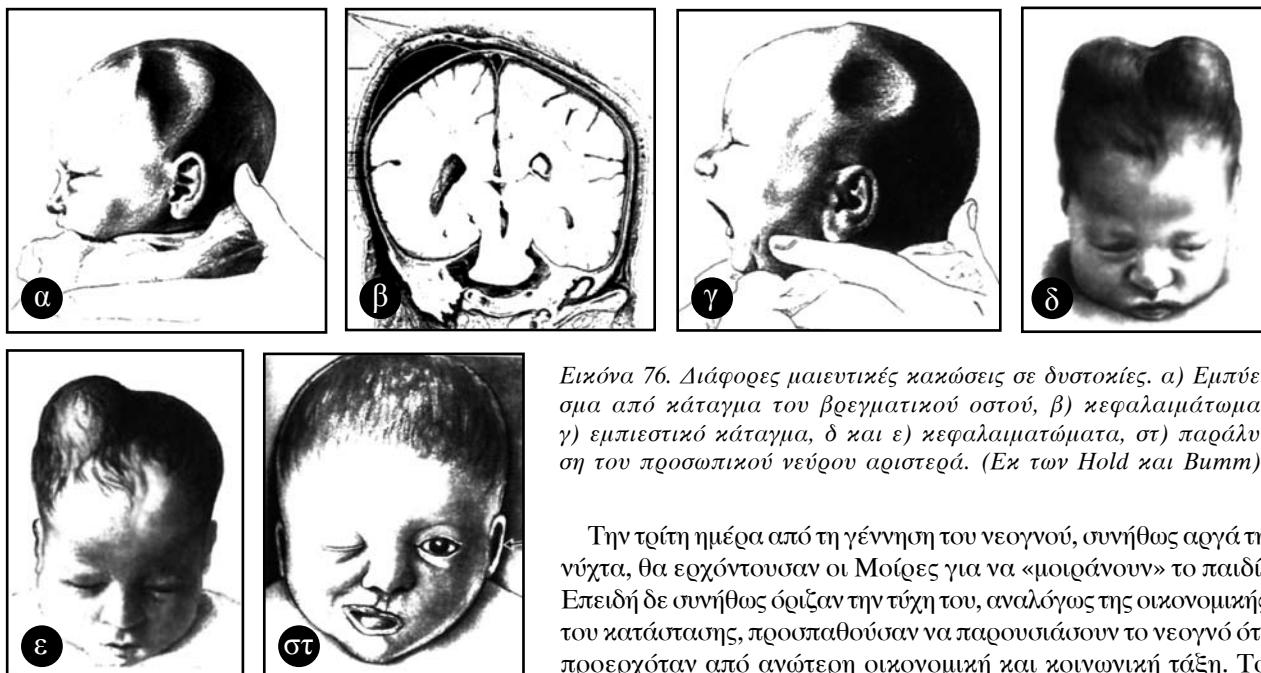 α
β
γ
δ
ε
στ
Εικόνα 76. Διάφορες μαιευτικές κακώσεις σε δυστοκίες. α) Εμπύε
σμα από κάταγμα του βρεγματικού οστού, β) κεφαλαιμάτωμα
γ) εμπιεστικό κάταγμα, δ και ε) κεφαλαιματώματα, στ) παράλυ
ση του προσωπικού νεύρου αριστερά. (Εκ των Hold και Bumm)
Την τρίτη ημέρα από τη γέννηση του νεογνού, συνήθως αργά τη
νύχτα, θα ερχόντουσαν οι Μοίρες για να «μοιράνουν» το παιδί
Επειδή δε συνήθως όριζαν την τύχη του, αναλόγως της οικονομικής
του κατάστασης, προσπαθούσαν να παρουσιάσουν το νεογνό ότ
προερχόταν από ανώτερη οικονομική και κοινωνική τάξη. Το